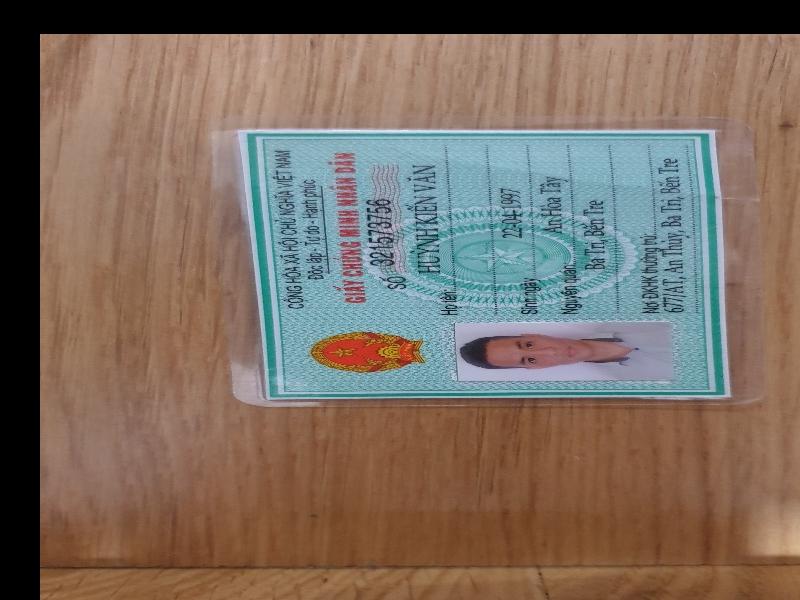 CỘNG HÒA XÃ HỘI CHỦ NGHĨA VIỆT NAM
Độc lập - Tự do - Hạnh phúc
GIẤY CHỨNG MINH NHÂN DÂN
SỐ 321573756
Họ tên HUỲNH KIẾN VĂN
Sinh ngày 22-04-1997
Nguyên quán An Hòa Tây
Ba Tri, Bến Tre
Nơi ĐKHK thường trú
677/AT, An Thủy, Ba Tri, Bến Tre